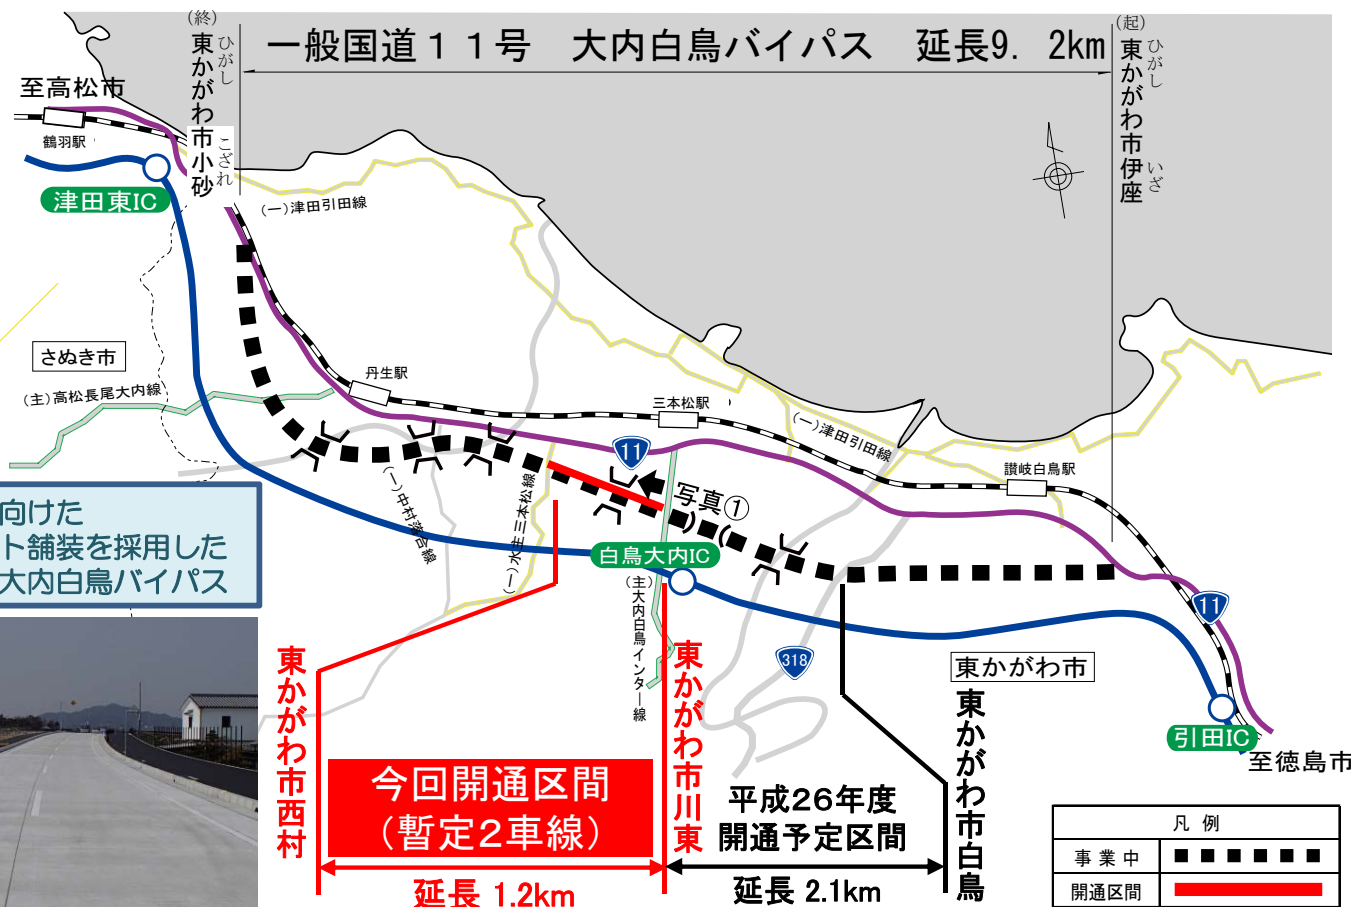 一般国道１１号　大内白鳥バイパス　延長9．2km
(終)
東かがわ市小砂
ひがし
こざれ
(起)
東かがわ市伊座
ひがし
いざ
至高松市
鶴羽駅
津田東IC
(一)津田引田線
さぬき市
(主)高松長尾大内線
丹生駅
三本松駅
(一)津田引田線
讃岐白鳥駅
11
写真①
(一)中村落合線
(一)水主三本松線
白鳥大内IC
(主)大内白鳥インター線
318
11
東かがわ市
引田IC
至徳島市
向けた
ト舗装を採用した
大内白鳥バイパス
東かがわ市西村
今回開通区間
(暫定2車線)
延長 1.2km
東かがわ市川東
平成26年度
開通予定区間
延長 2.1km
東かがわ市白鳥
凡 例
事 業 中
開通区間